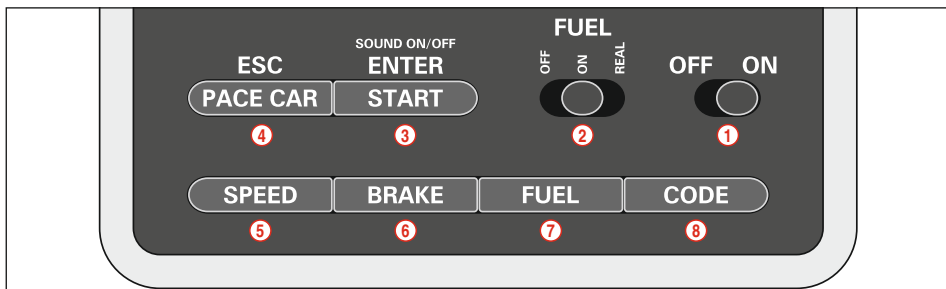 FUEL
SOUND ON/OFF
ESC ENTER OFF ON REAL OFF ON
PACE CAR START
4 3 2 1
SPEED BRAKE FUEL CODE
5 6 7 8